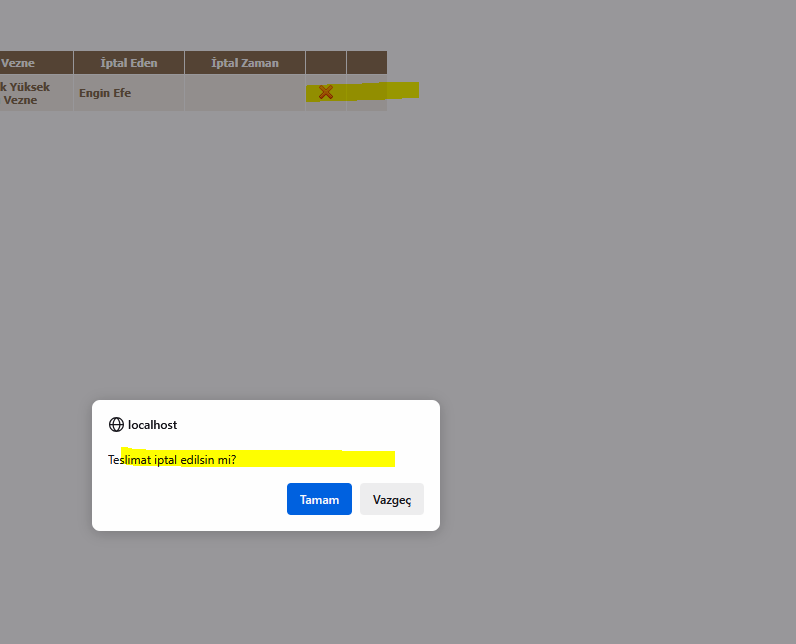 Vezne İptal Eden İptal Zaman
k Yüksek
Vezne
Engin Efe
localhost
Teslimat iptal edilsin mi?
Tamam Vazgeç